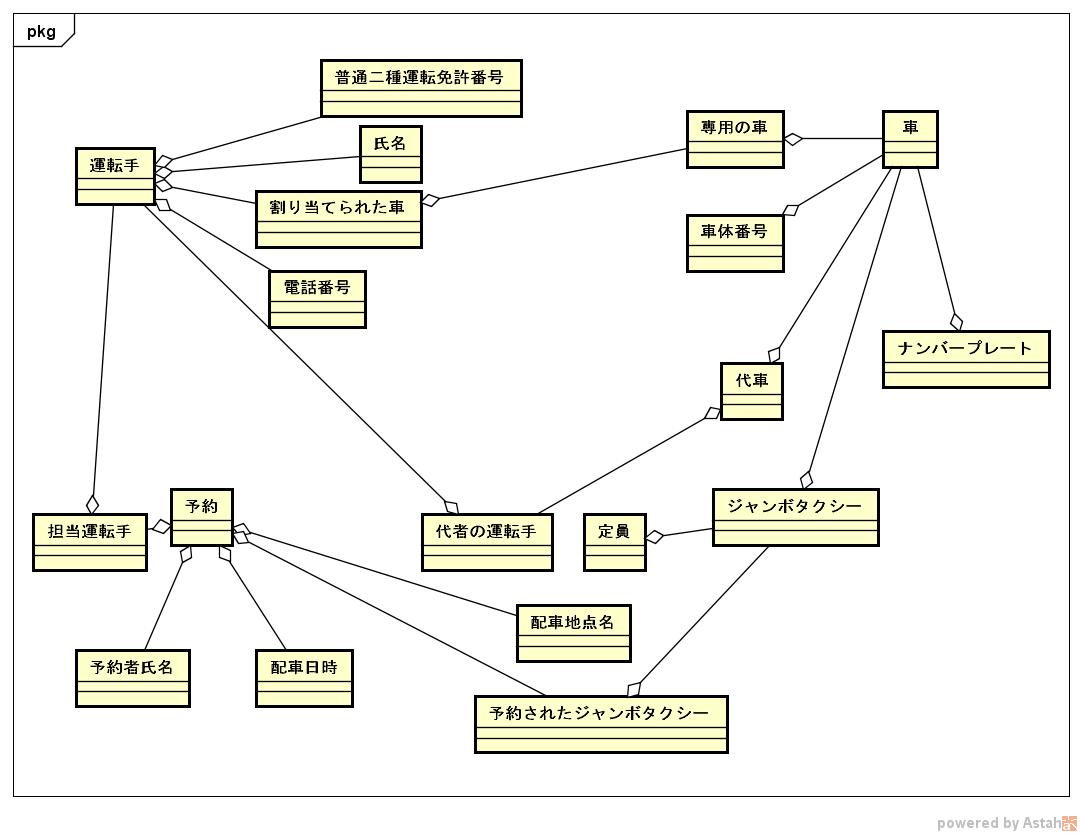 pkg
普通二種運転免許番号
専用の車
車
氏名
運転手
割り当てられた車
車体番号
電話番号
ナンバープレート
代車
予約
ジャンボタクシー
担当運転手
代者の運転手
定員
配車地点名
予約者氏名
配車日時
予約されたジャンボタクシー
powered by Astah